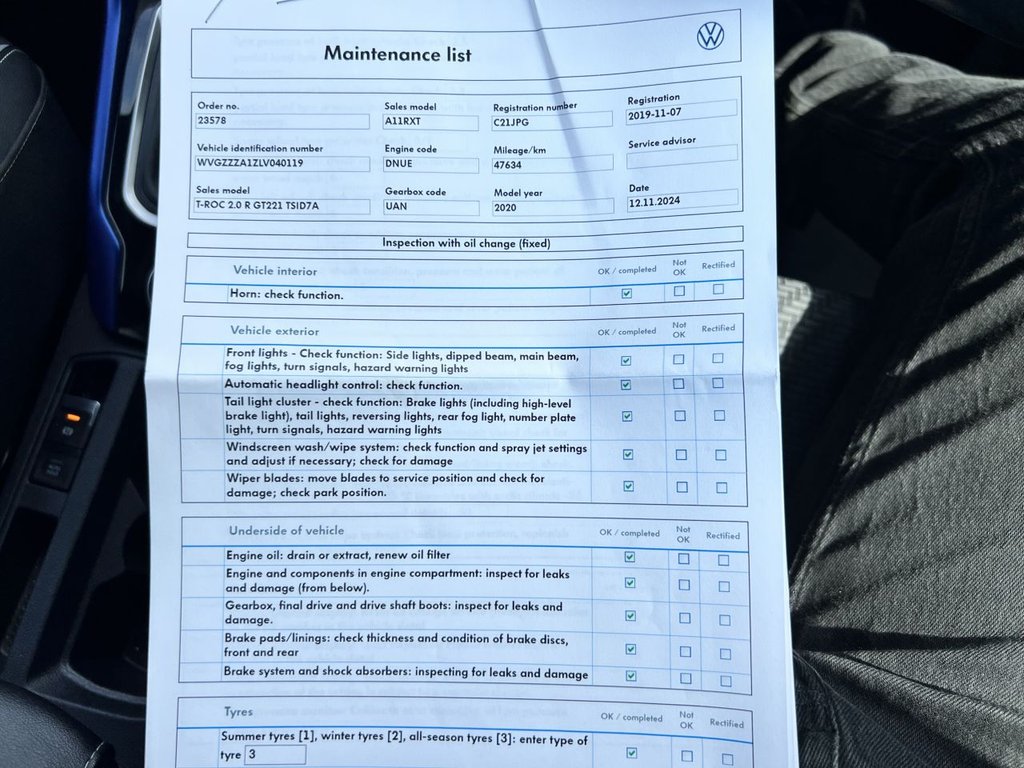 Maintenance list
Order no. Sales model Registration number Registration
23578 A11RXT C21JPG 2019-11-07
Vehicle identification number Engine code Mileage/km Service advisor
WVGZZZA1ZLV040119 DNUE 47634
Sales model Gearbox code Model year Date
T-ROC 2.0 R GT221 TSID7A UAN 2020 12.11.2024
Inspection with oil change (fixed)
Vehicle interior OK / completed Not OK Rectified
Horn: check function.
Vehicle exterior OK / completed Not OK Rectified
Front lights - Check function: Side lights, dipped beam, main beam,
fog lights, turn signals, hazard warning lights
Automatic headlight control: check function.
Tail light cluster - check function: Brake lights (including high-level
brake light), tail lights, reversing lights, rear fog light, number plate
light, turn signals, hazard warning lights
Windscreen wash/wipe system: check function and spray jet settings
and adjust if necessary; check for damage
Wiper blades: move blades to service position and check for
damage; check park position.
Underside of vehicle OK / completed Not OK Rectified
Engine oil: drain or extract, renew oil filter
Engine and components in engine compartment: inspect for leaks
and damage (from below).
Gearbox, final drive and drive shaft boots: inspect for leaks and
damage.
Brake pads/linings: check thickness and condition of brake discs,
front and rear
Brake system and shock absorbers: inspecting for leaks and damage
Tyres OK / completed Not OK Rectified
Summer tyres [1], winter tyres [2], all-season tyres [3]: enter type of
tyre 3